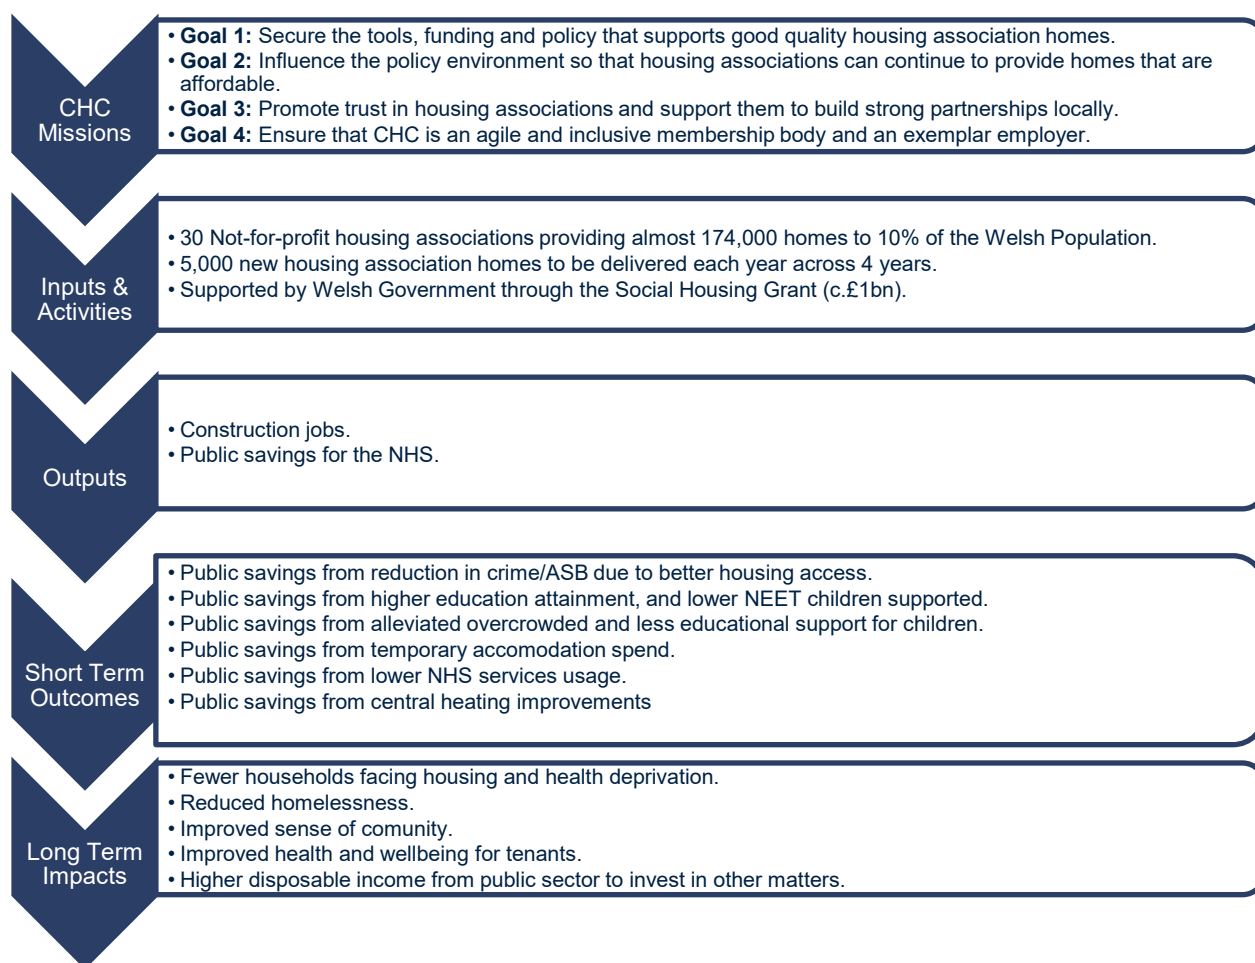 CHC
Missions
• Goal 1: Secure the tools, funding and policy that supports good quality housing association homes.
• Goal 2: Influence the policy environment so that housing associations can continue to provide homes that are
affordable.
• Goal 3: Promote trust in housing associations and support them to build strong partnerships locally.
• Goal 4: Ensure that CHC is an agile and inclusive membership body and an exemplar employer.
Inputs &
Activities
• 30 Not-for-profit housing associations providing almost 174,000 homes to 10% of the Welsh Population.
• 5,000 new housing association homes to be delivered each year across 4 years.
• Supported by Welsh Government through the Social Housing Grant (c.£1bn).
Outputs
• Construction jobs.
• Public savings for the NHS.
Short Term
Outcomes
• Public savings from reduction in crime/ASB due to better housing access.
• Public savings from higher education attainment, and lower NEET children supported.
• Public savings from alleviated overcrowded and less educational support for children.
• Public savings from temporary accomodation spend.
• Public savings from lower NHS services usage.
• Public savings from central heating improvements
Long Term
Impacts
• Fewer households facing housing and health deprivation.
• Reduced homelessness.
• Improved sense of comunity.
• Improved health and wellbeing for tenants.
• Higher disposable income from public sector to invest in other matters.